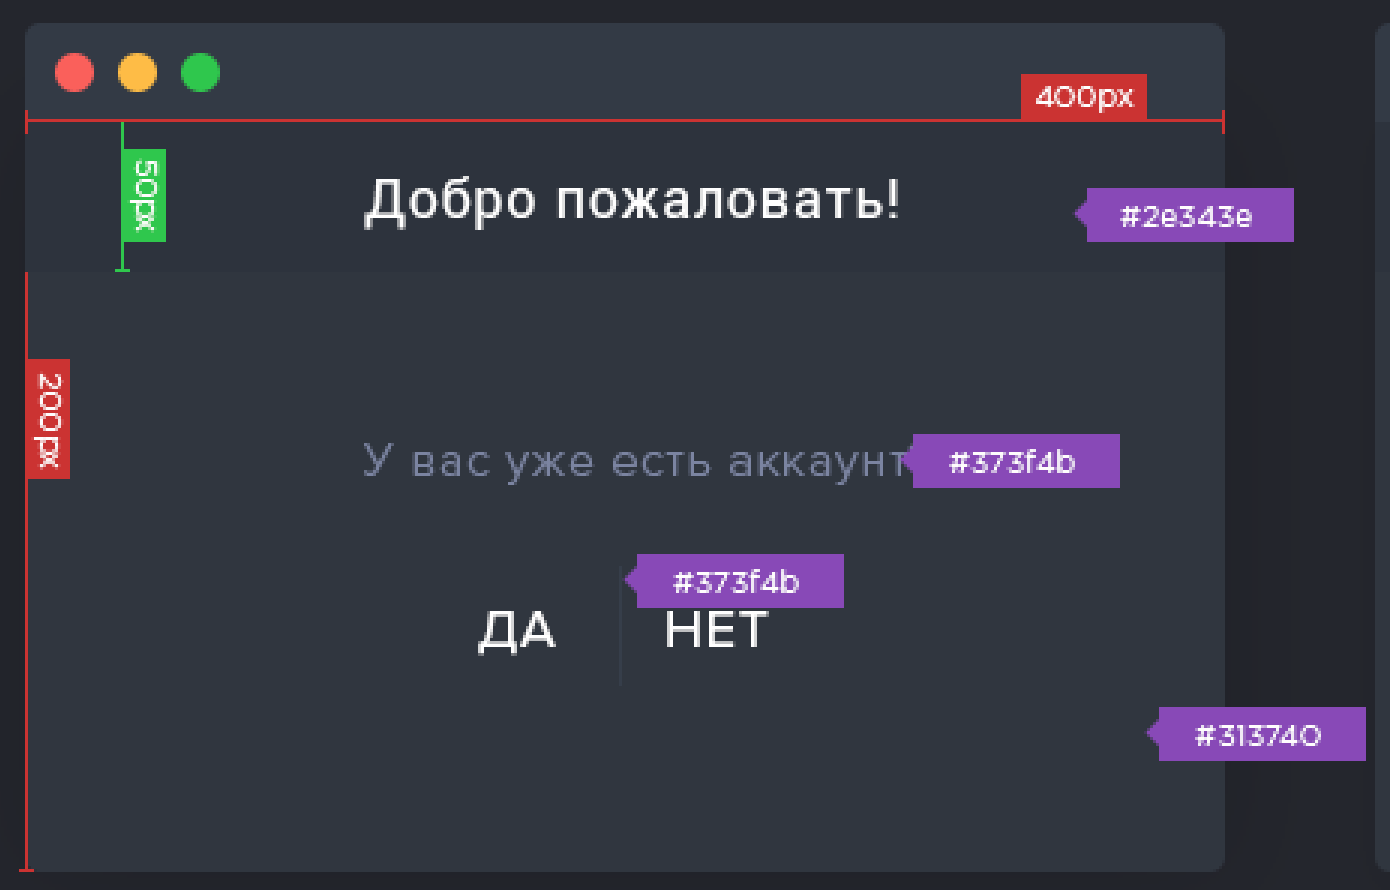 400px
50px
Добро пожаловать!
#2e343e
200px
У вас уже есть аккаунт
#373f4b
#373f4b
ДА
НЕТ
#313740